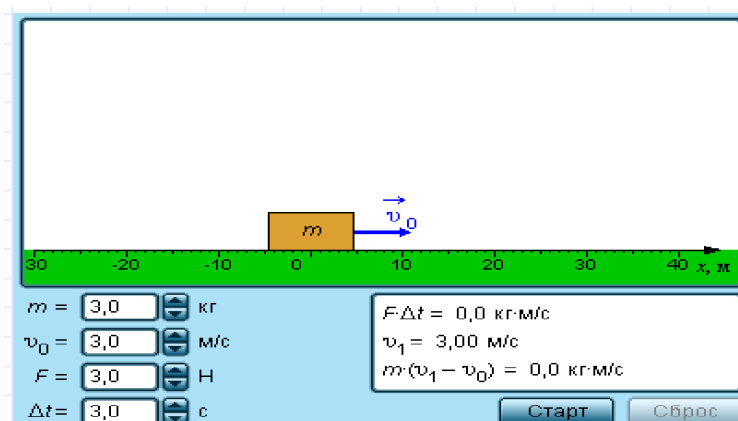 m
υ₀
30 -20 -10 0 10 20 30 40 x, м
m = 3,0 кг
υ₀ = 3,0 м/с
F = 3,0 Н
Δt = 3,0 с
F·Δt = 0,0 кг·м/с
υ₁ = 3,00 м/с
m·(υ₁ − υ₀) = 0,0 кг·м/с
Старт Сброс